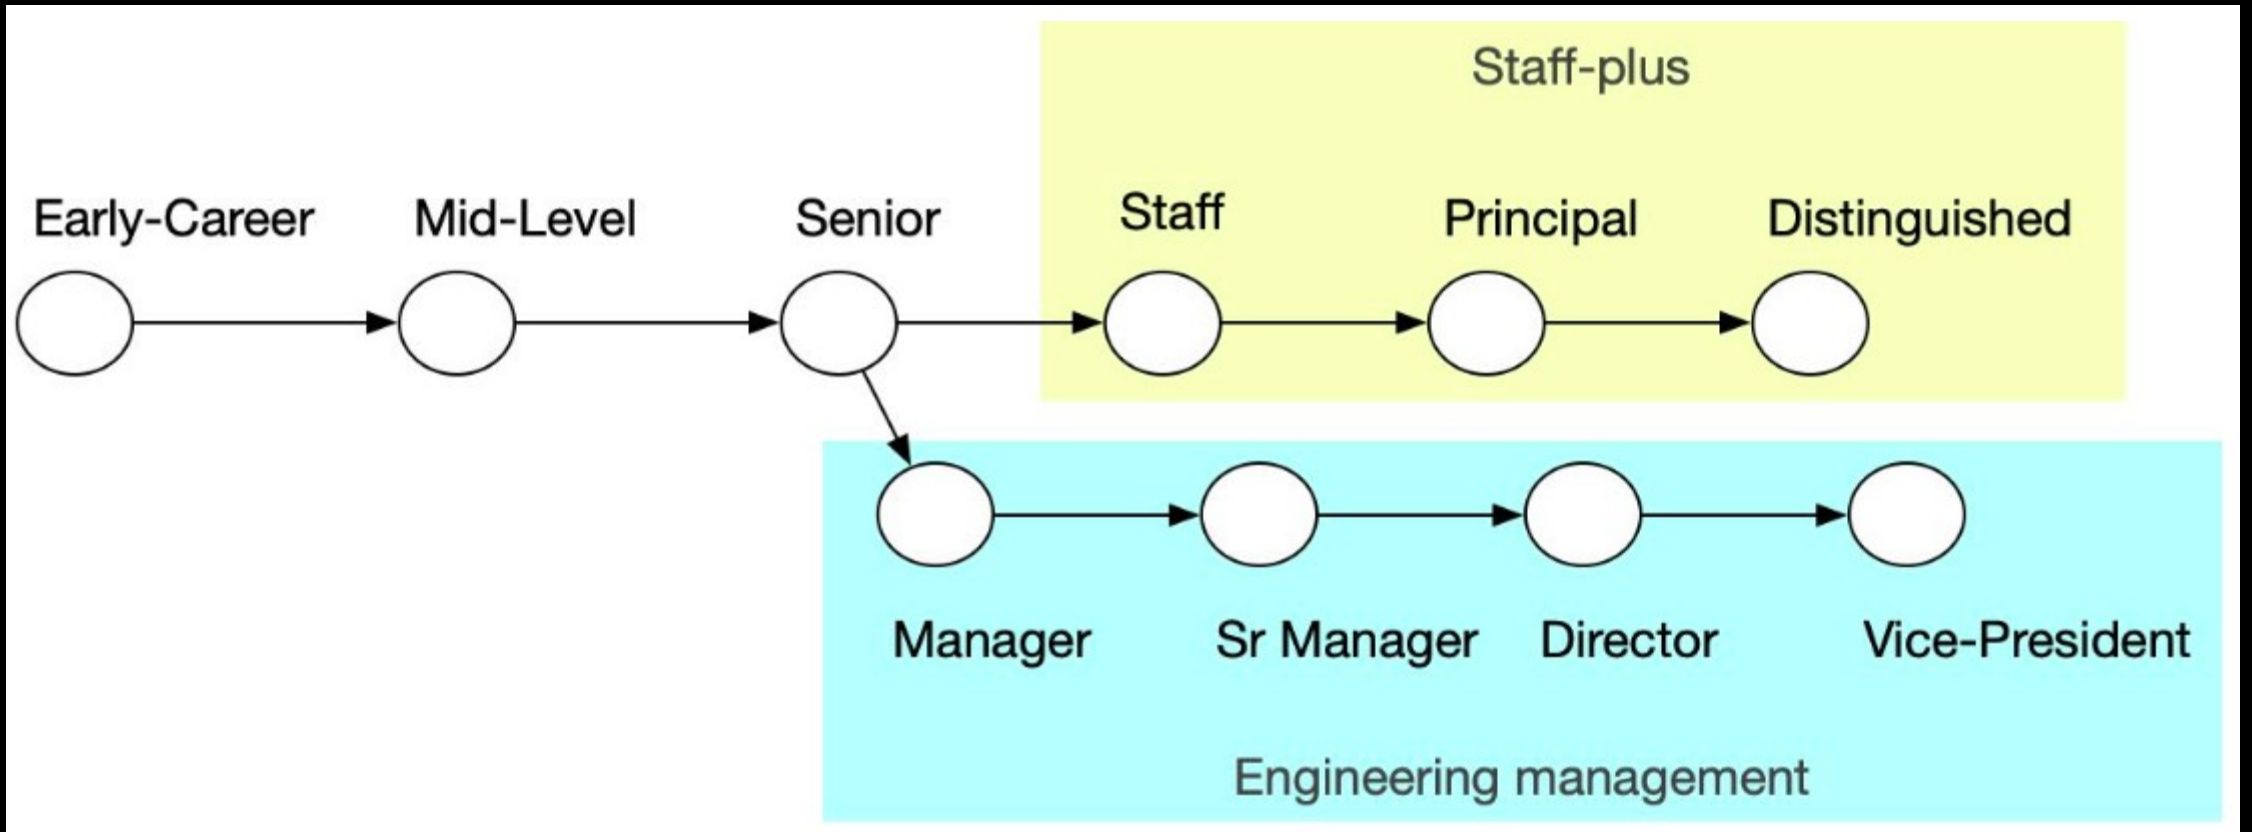 Staff-plus
Early-Career Mid-Level Senior Staff Principal Distinguished
Manager Sr Manager Director Vice-President
Engineering management